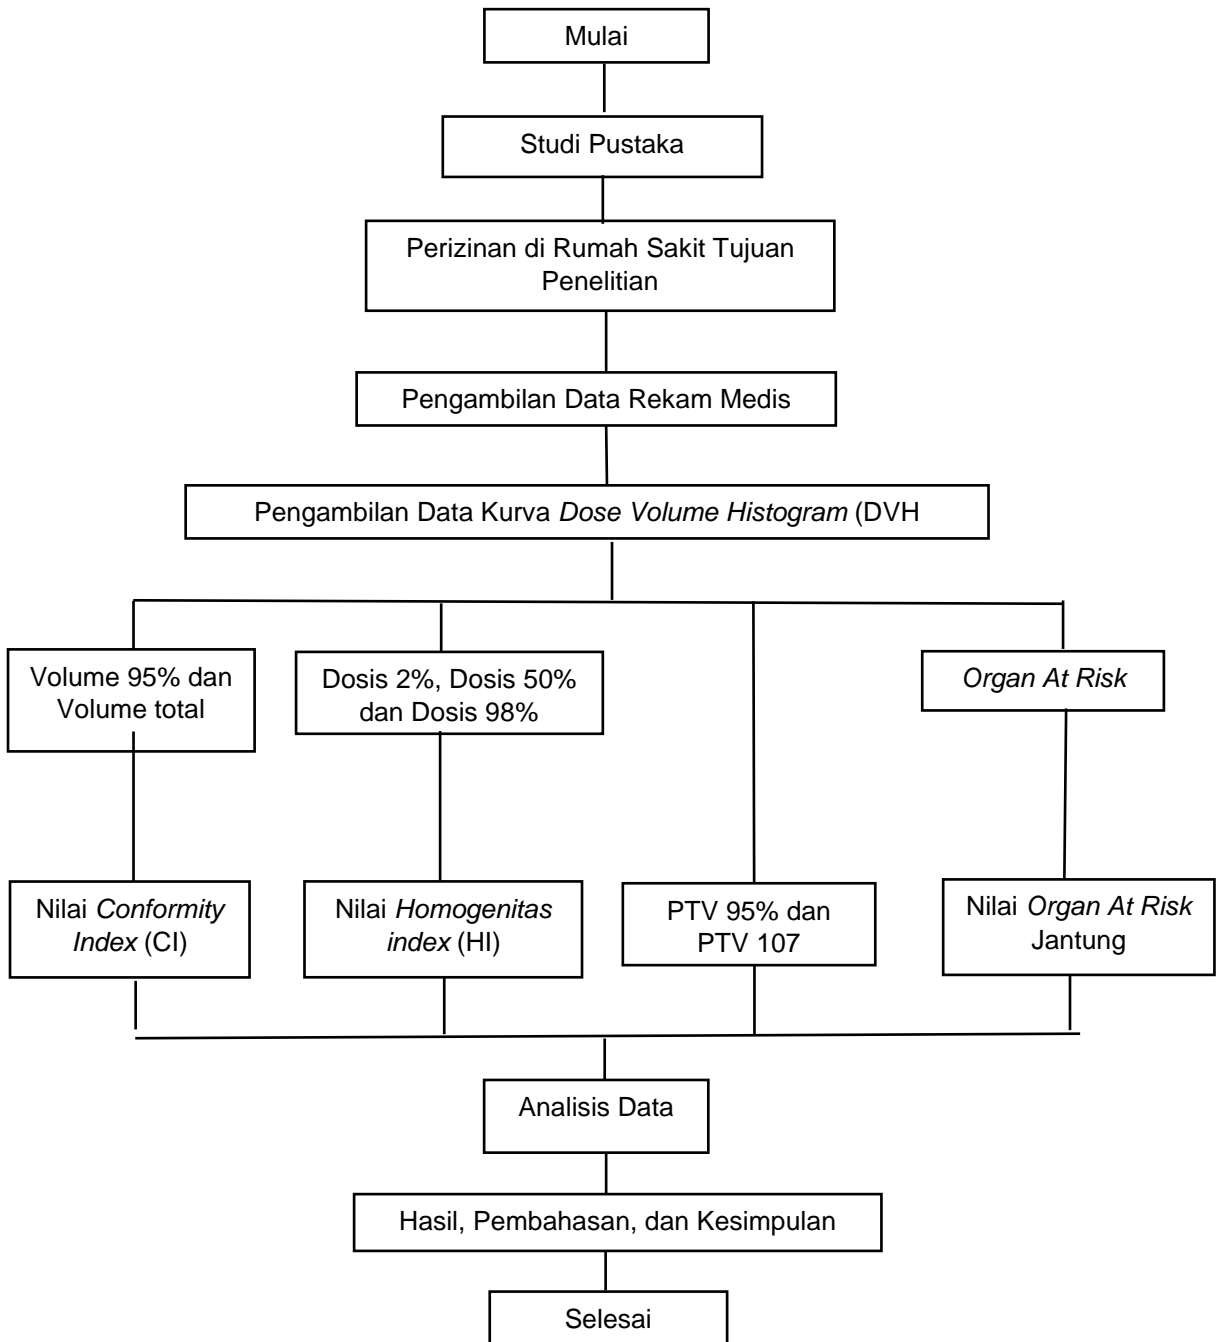 Mulai
Studi Pustaka
Perizinan di Rumah Sakit Tujuan
Penelitian
Pengambilan Data Rekam Medis
Pengambilan Data Kurva Dose Volume Histogram (DVH
Volume 95% dan
Volume total
Dosis 2%, Dosis 50%
dan Dosis 98%
Organ At Risk
Nilai Conformity
Index (CI)
Nilai Homogenitas
index (HI)
PTV 95% dan
PTV 107
Nilai Organ At Risk
Jantung
Analisis Data
Hasil, Pembahasan, dan Kesimpulan
Selesai